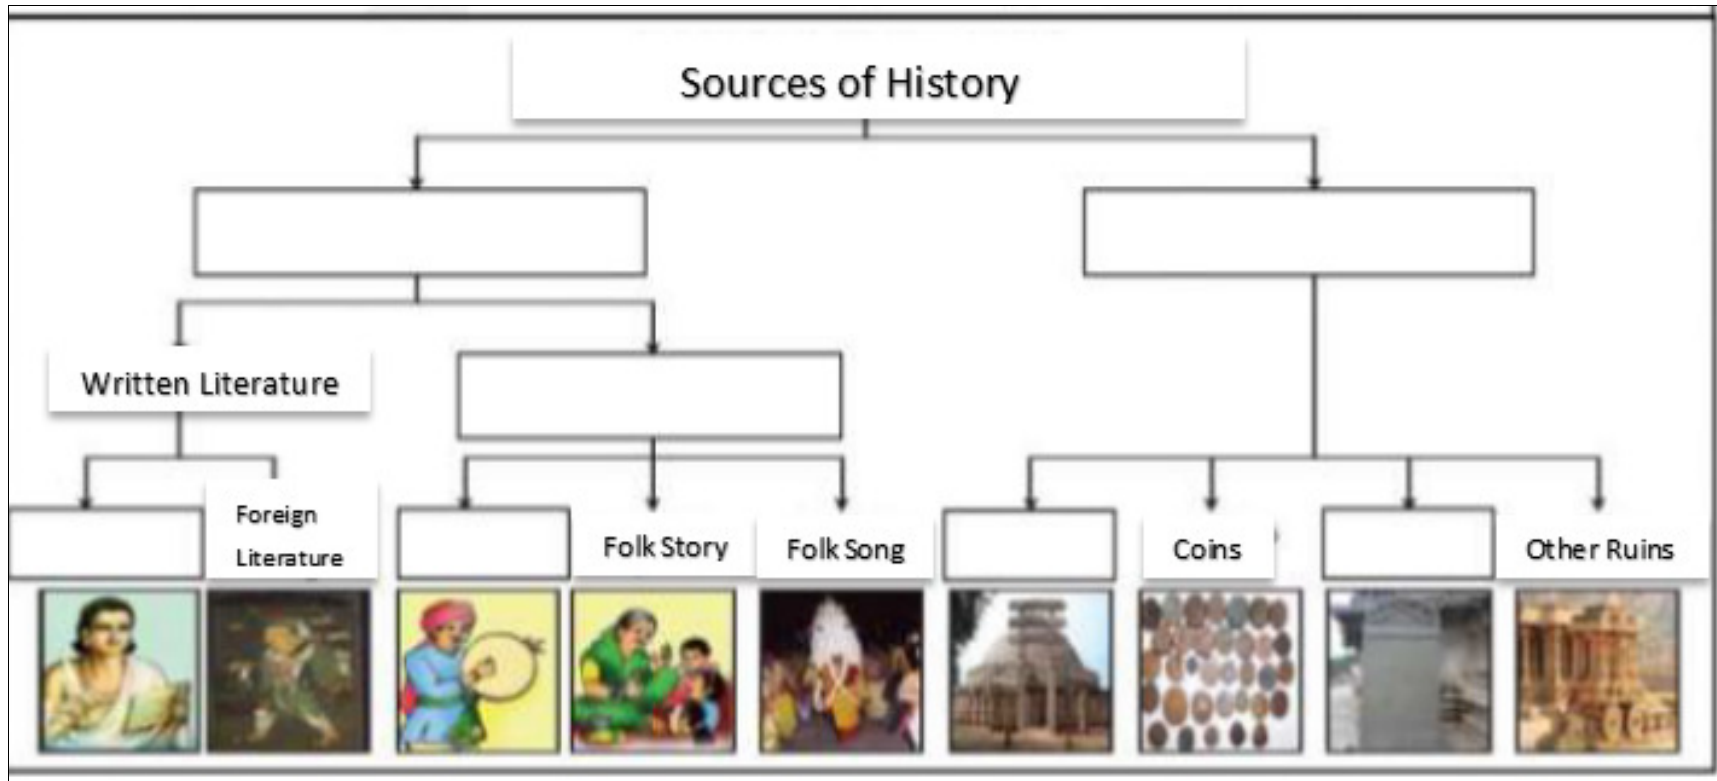 Sources of History
Written Literature
Foreign
Literature
Folk Story
Folk Song
Coins
Other Ruins